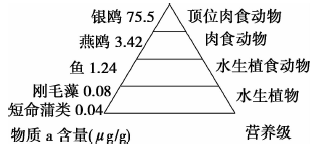 银鸥 75.5 顶位肉食动物
燕鸥 3.42 肉食动物
鱼 1.24 水生植食动物
刚毛藻 0.08 水生植物
短命蒲类 0.04
物质 a 含量(μg/g) 营养级